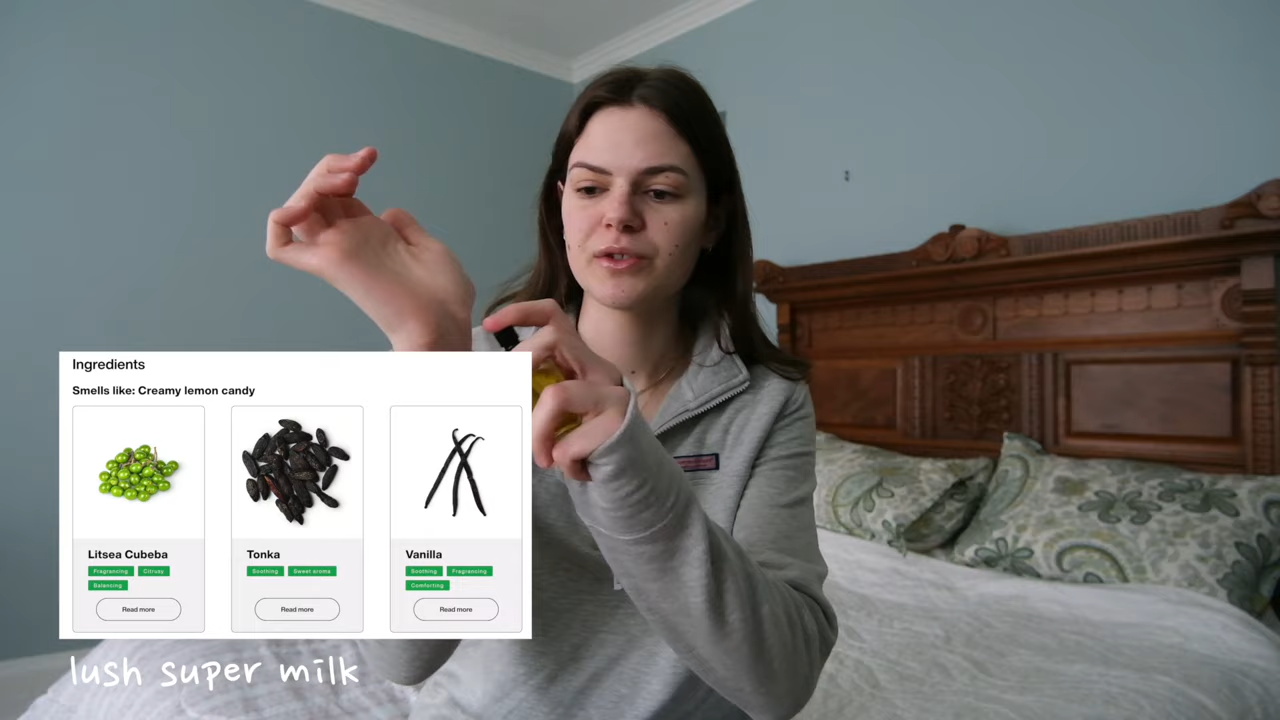 Ingredients
Smells like: Creamy lemon candy
Litsea Cubeba
Fragrancing
Citrusy
Balancing
Read more
Tonka
Soothing
Sweet aroma
Read more
Vanilla
Soothing
Fragrancing
Comforting
Read more
lush super milk